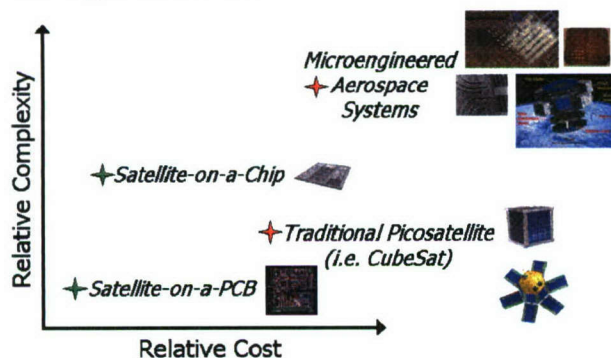 Microengineered
Aerospace
Systems
Satellite-on-a-Chip
Traditional Picosatellite
(i.e. CubeSat)
Satellite-on-a-PCB
Relative Complexity
Relative Cost